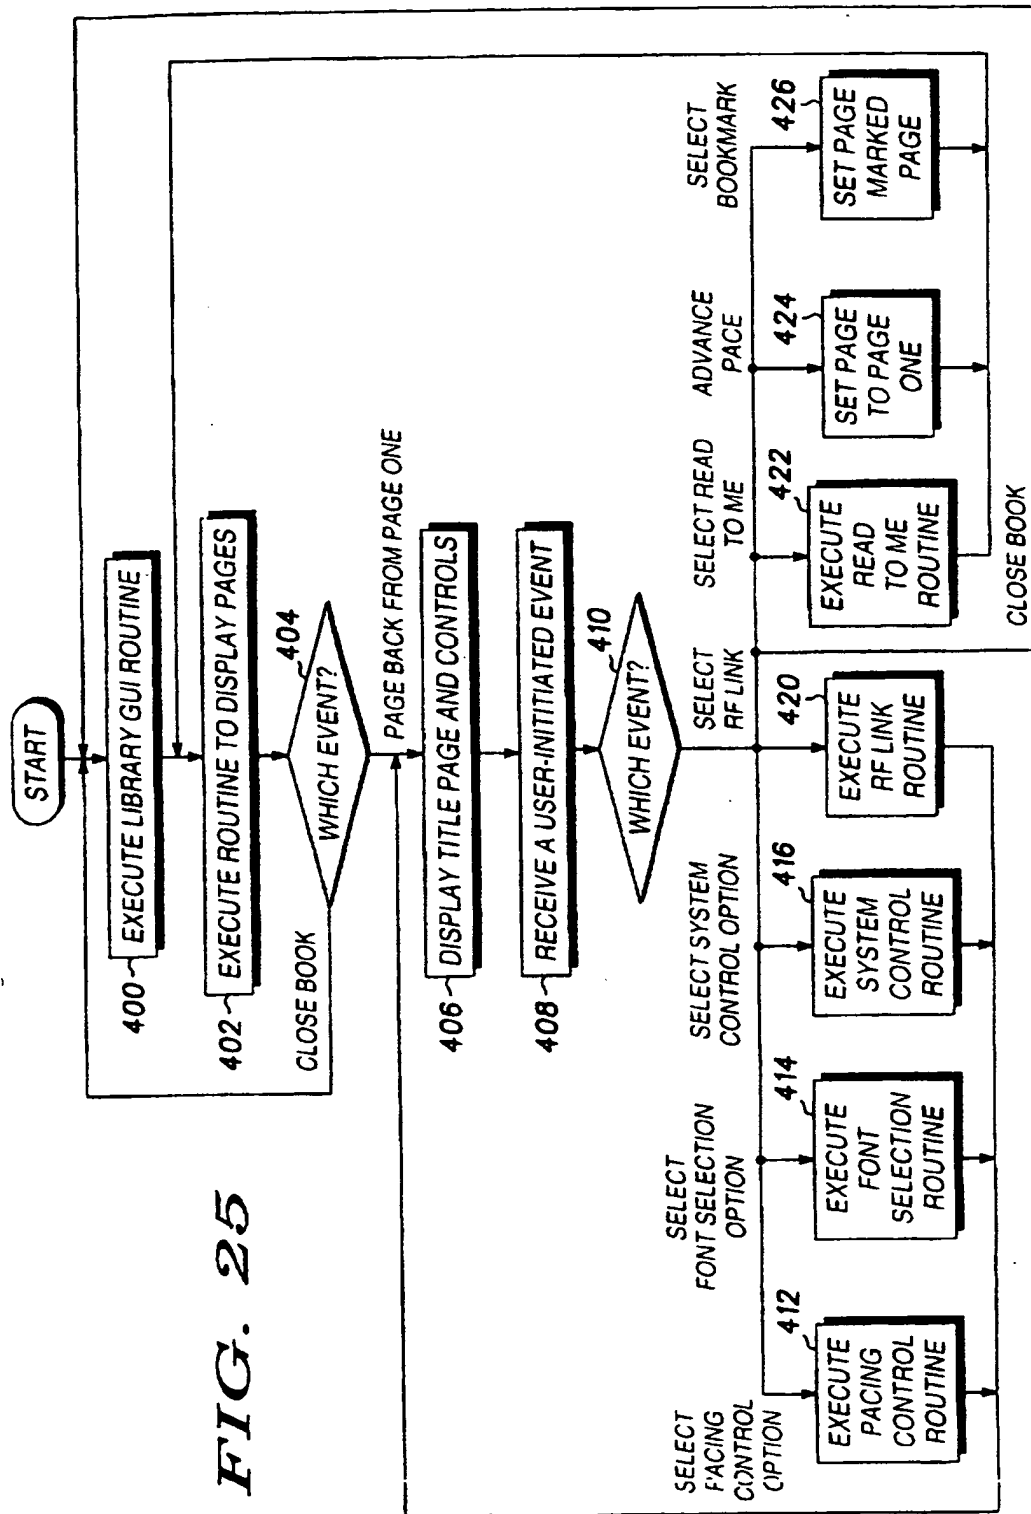 FIG. 25
START
400
EXECUTE LIBRARY GUI ROUTINE
402
EXECUTE ROUTINE TO DISPLAY PAGES
404
WHICH EVENT?
CLOSE BOOK
PAGE BACK FROM PAGE ONE
406
DISPLAY TITLE PAGE AND CONTROLS
408
RECEIVE A USER-INITITIATED EVENT
410
WHICH EVENT?
SELECT
PACING
CONTROL
OPTION
412
EXECUTE
PACING
CONTROL
ROUTINE
SELECT
FONT SELECTION
OPTION
414
EXECUTE
FONT
SELECTION
ROUTINE
SELECT SYSTEM
CONTROL OPTION
416
EXECUTE
SYSTEM
CONTROL
ROUTINE
SELECT
RF LINK
420
EXECUTE
RF LINK
ROUTINE
SELECT READ
TO ME
422
EXECUTE
READ
TO ME
ROUTINE
ADVANCE
PACE
424
SET PAGE
TO PAGE
ONE
SELECT
BOOKMARK
426
SET PAGE
MARKED
PAGE
CLOSE BOOK